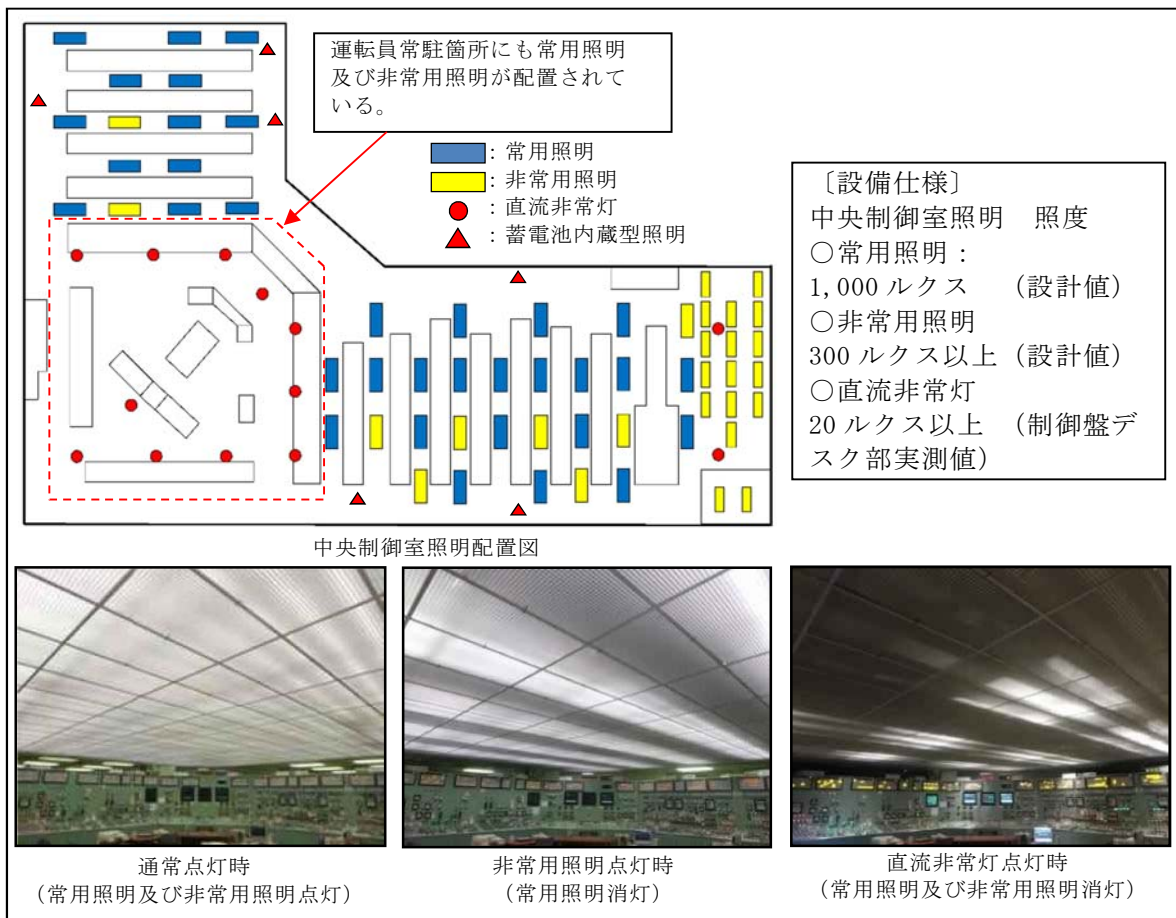 運転員常駐箇所にも常用照明
及び非常用照明が配置されて
いる。
：常用照明
：非常用照明
：直流非常灯
：蓄電池内蔵型照明
〔設備仕様〕
中央制御室照明　照度
○常用照明：
1,000 ルクス　（設計値）
○非常用照明
300 ルクス以上（設計値）
○直流非常灯
20 ルクス以上　（制御盤デ
スク部実測値）
中央制御室照明配置図
通常点灯時
（常用照明及び非常用照明点灯）
非常用照明点灯時
（常用照明消灯）
直流非常灯点灯時
（常用照明及び非常用照明消灯）